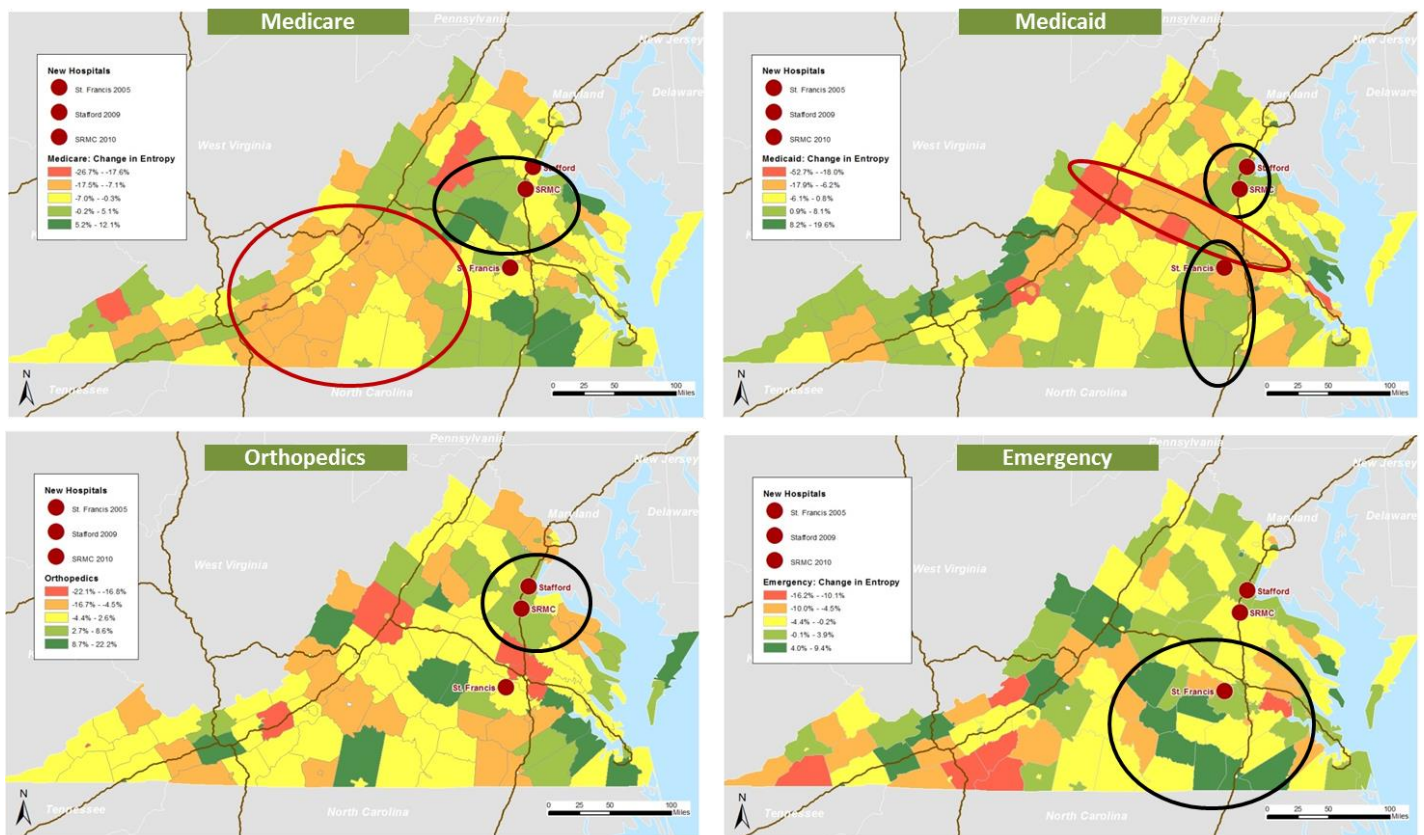 Medicare
Pennsylvania
New Jersey
New Hospitals
St. Francis 2005
Stafford 2009
SRMC 2010
Maryland
Delaware
West Virginia
Medicare: Change in Entropy
-26.7% - -17.6%
-17.5% - -7.1%
-7.0% - -0.3%
-0.2% - 5.1%
5.2% - 12.1%
Stafford
SRMC
St. Francis
N
Tennessee
North Carolina
0 25 50 100
Miles
Medicaid
Pennsylvania
New Jersey
New Hospitals
St. Francis 2005
Stafford 2009
SRMC 2010
Maryland
Delaware
West Virginia
Medicaid: Change in Entropy
-52.7% - -18.0%
-17.9% - -6.2%
-6.1% - 0.8%
0.9% - 8.1%
8.2% - 19.6%
Stafford
SRMC
St. Francis
N
Tennessee
North Carolina
0 25 50 100
Miles
Orthopedics
Pennsylvania
New Jersey
New Hospitals
St. Francis 2005
Stafford 2009
SRMC 2010
Maryland
Delaware
West Virginia
Orthopedics
-22.1% - -16.8%
-16.7% - -4.5%
-4.4% - 2.6%
2.7% - 8.6%
8.7% - 22.2%
Stafford
SRMC
St. Francis
N
Tennessee
North Carolina
0 25 50 100
Miles
Emergency
Pennsylvania
New Jersey
New Hospitals
St. Francis 2005
Stafford 2009
SRMC 2010
Maryland
Delaware
West Virginia
Emergency: Change in Entropy
-16.2% - -10.1%
-10.0% - -4.5%
-4.4% - -0.2%
-0.1% - 3.9%
4.0% - 9.4%
Stafford
SRMC
St. Francis
N
Tennessee
North Carolina
0 25 50 100
Miles